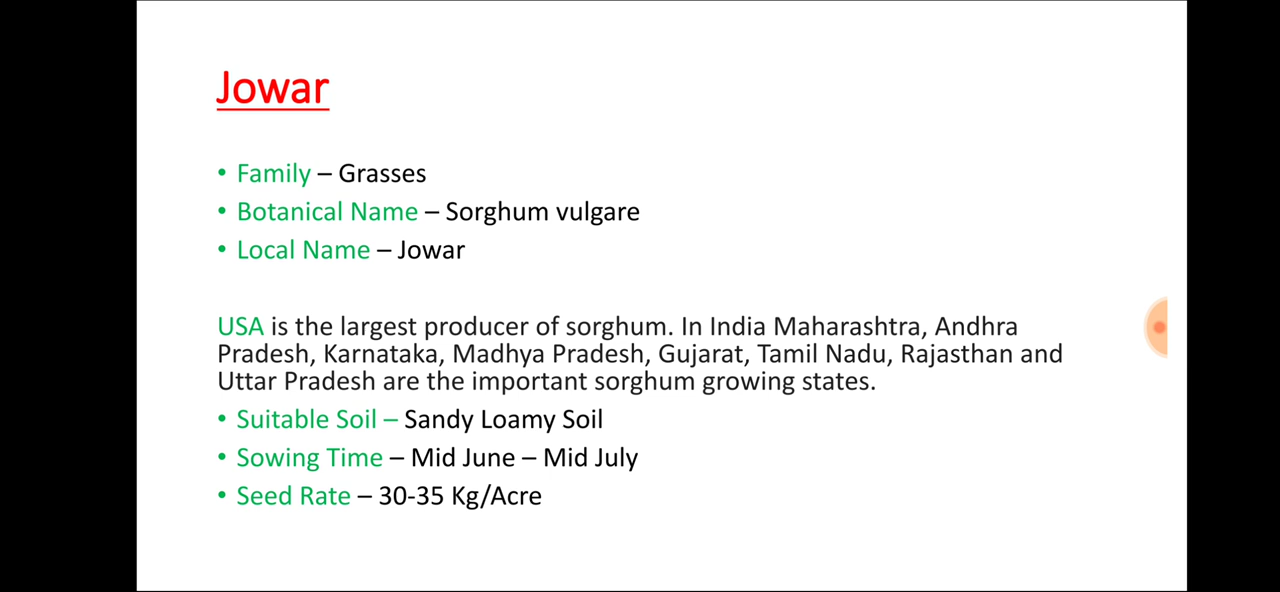 Jowar
• Family – Grasses
• Botanical Name – Sorghum vulgare
• Local Name – Jowar
USA is the largest producer of sorghum. In India Maharashtra, Andhra
Pradesh, Karnataka, Madhya Pradesh, Gujarat, Tamil Nadu, Rajasthan and
Uttar Pradesh are the important sorghum growing states.
• Suitable Soil – Sandy Loamy Soil
• Sowing Time – Mid June – Mid July
• Seed Rate – 30-35 Kg/Acre